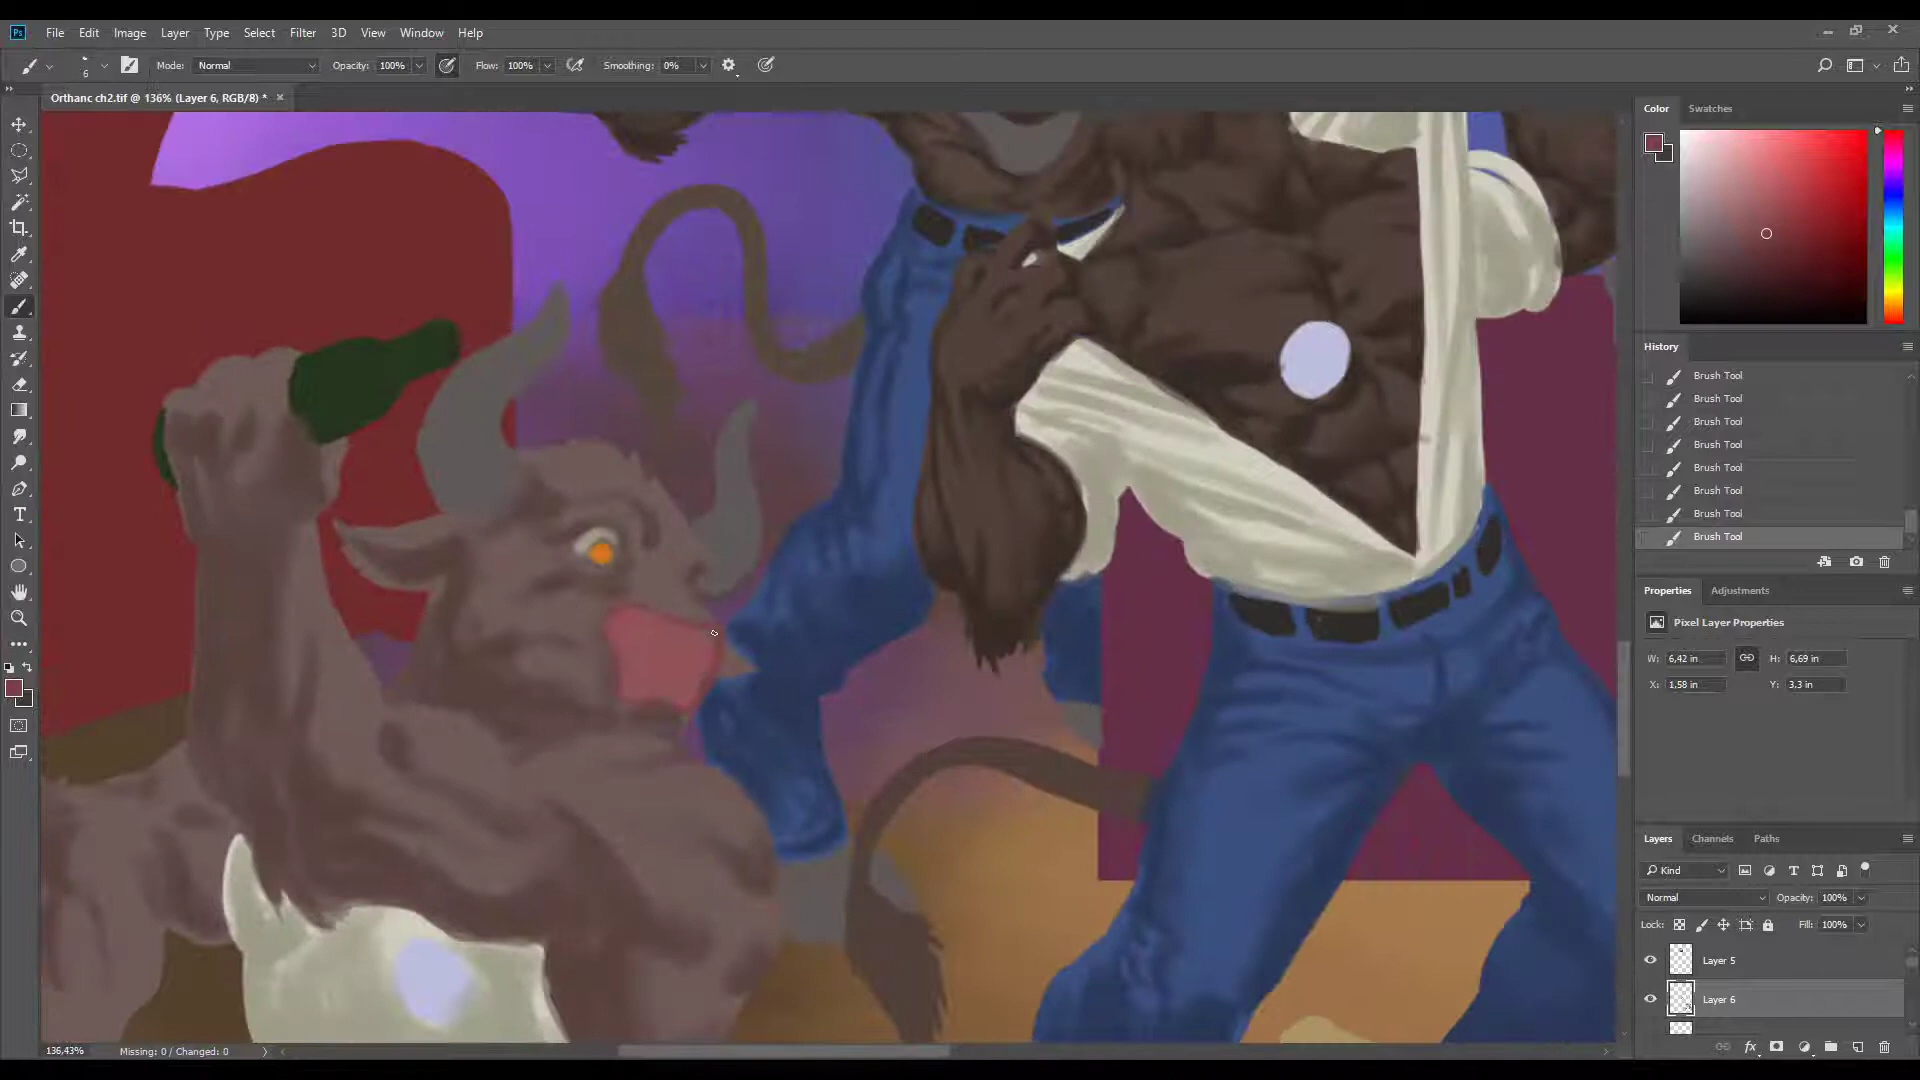 Ps File Edit Image Layer Type Select Filter 3D View Window Help
6 Mode: Normal Opacity: 100% Flow: 100% Smoothing: 0%
Orthanc ch2.tif @ 136% (Layer 6, RGB/8) *
Color Swatches
History
Brush Tool
Brush Tool
Brush Tool
Brush Tool
Brush Tool
Brush Tool
Brush Tool
Brush Tool
Properties Adjustments
Pixel Layer Properties
W: 6,42 in H: 6,69 in
X: 1,58 in Y: 3,3 in
Layers Channels Paths
Kind
Normal Opacity: 100%
Lock: Fill: 100%
Layer 5
Layer 6
fx
136,43% Missing: 0 / Changed: 0